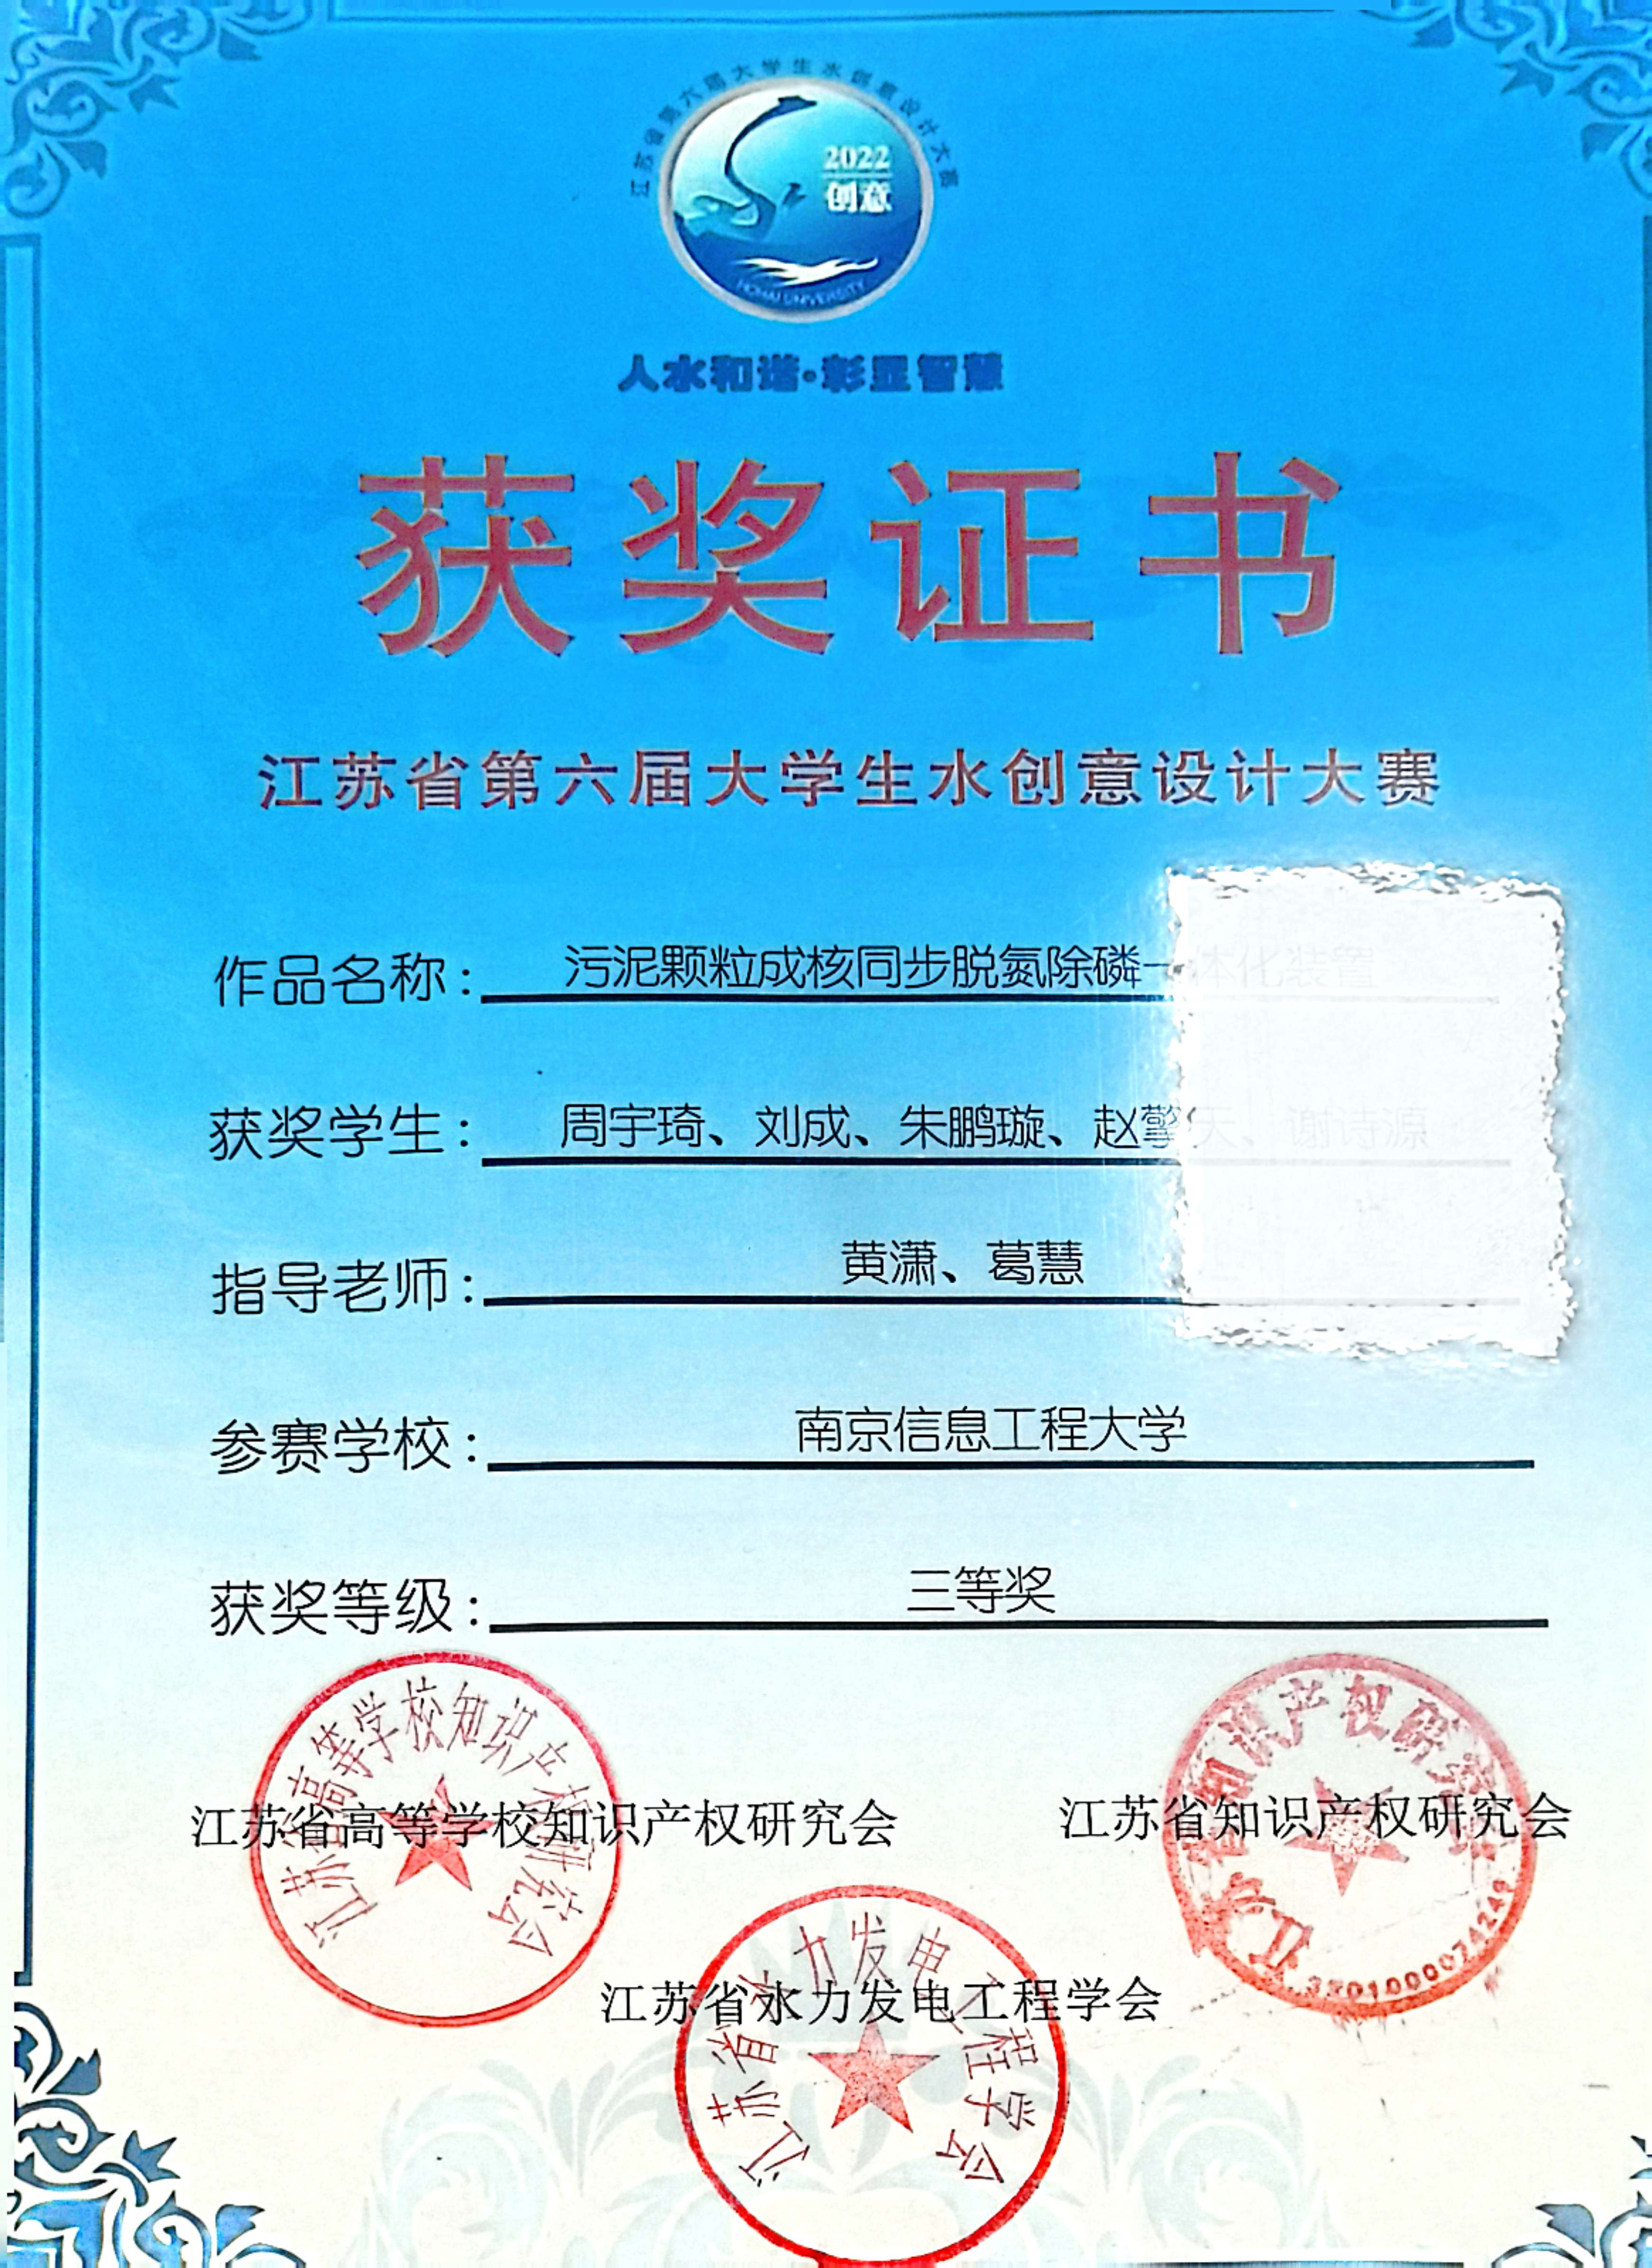 江苏省第六届大学生水创意设计大赛
2022
创意
HOHAI UNIVERSITY
人水和谐·彰显智慧
获奖证书
江苏省第六届大学生水创意设计大赛
作品名称: 污泥颗粒成核同步脱氮除磷一体化装置
获奖学生: 周宇琦、刘成、朱鹏璇、赵擎天、谢诗源
指导老师: 黄潇、葛慧
参赛学校: 南京信息工程大学
获奖等级: 三等奖
江苏省高等学校知识产权研究会
江苏省高等学校知识产权研究会
江苏省知识产权研究会
江苏省知识产权研究会
江苏省水力发电工程学会
江苏省水力发电工程学会